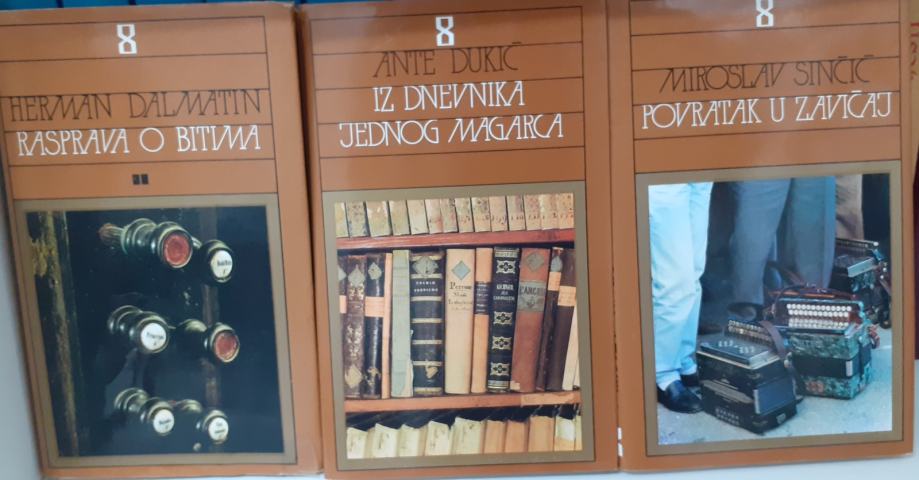 8
HERMAN DALMATIN
RASPRAVA O BITIMA
8
ANTE DUKIĆ
IZ DNEVNIKA
JEDNOG MAGARCA
8
MIROSLAV SINČIĆ
POVRATAK U ZAVIČAJ